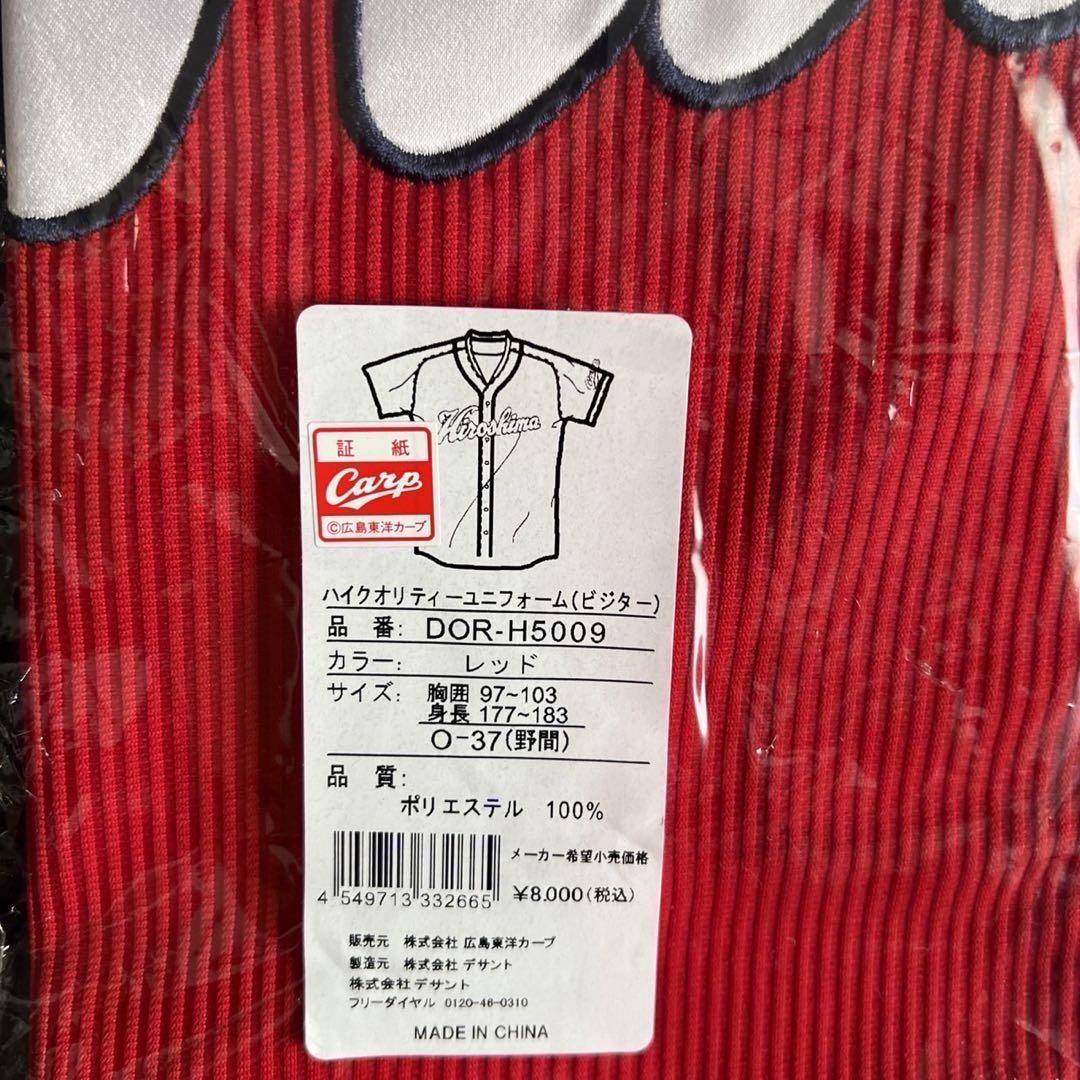 Hiroshima
証紙
Carp
©広島東洋カープ
ハイクオリティーユニフォーム(ビジター)
品 番: DOR-H5009
カラー: レッド
サイズ: 胸囲 97~103
身長 177~183
O-37(野間)
品 質:
ポリエステル 100%
メーカー希望小売価格
¥8.000(税込)
4 549713 332665
販売元 株式会社 広島東洋カープ
製造元 株式会社 デサント
株式会社デサント
フリーダイヤル 0120-46-0310
MADE IN CHINA